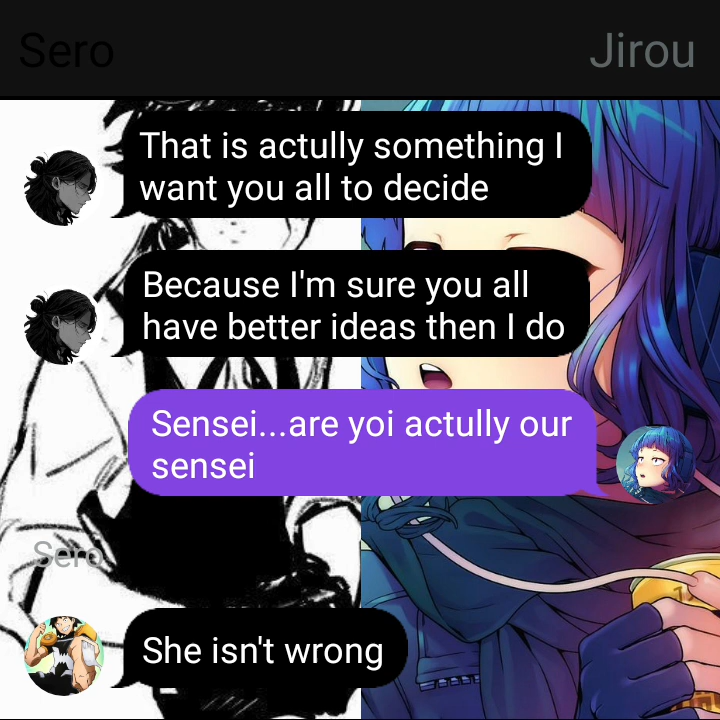 Sero Jirou
That is actully something I
want you all to decide
Because I'm sure you all
have better ideas then I do
Sensei...are yoi actully our
sensei
Sero
She isn't wrong